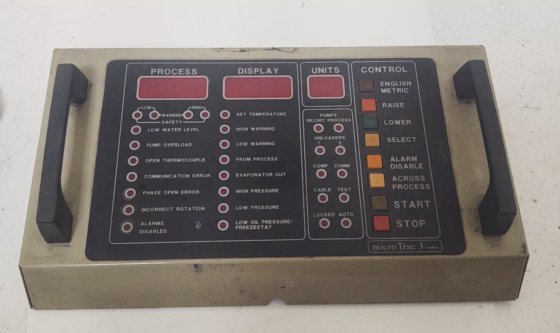 PROCESS
DISPLAY
UNITS
CONTROL
LOW
HIGH
WARNING
SAFETY
LOW WATER LEVEL
PUMP OVERLOAD
OPEN THERMOCOUPLE
COMMUNICATION ERROR
PHASE OPEN ERROR
INCORRECT ROTATION
ALARMS
DISABLED
SET TEMPERATURE
HIGH WARNING
LOW WARNING
FROM PROCESS
EVAPORATOR OUT
HIGH PRESSURE
LOW PRESSURE
LOW OIL PRESSURE/
FREEZESTAT
PUMPS
RECIRC PROCESS
UNLOADERS
1 2
COMP COMM
CABLE TEST
LOCKED AUTO
ENGLISH
METRIC
RAISE
LOWER
SELECT
ALARM
DISABLE
ACROSS
PROCESS
START
STOP
microTrac 3